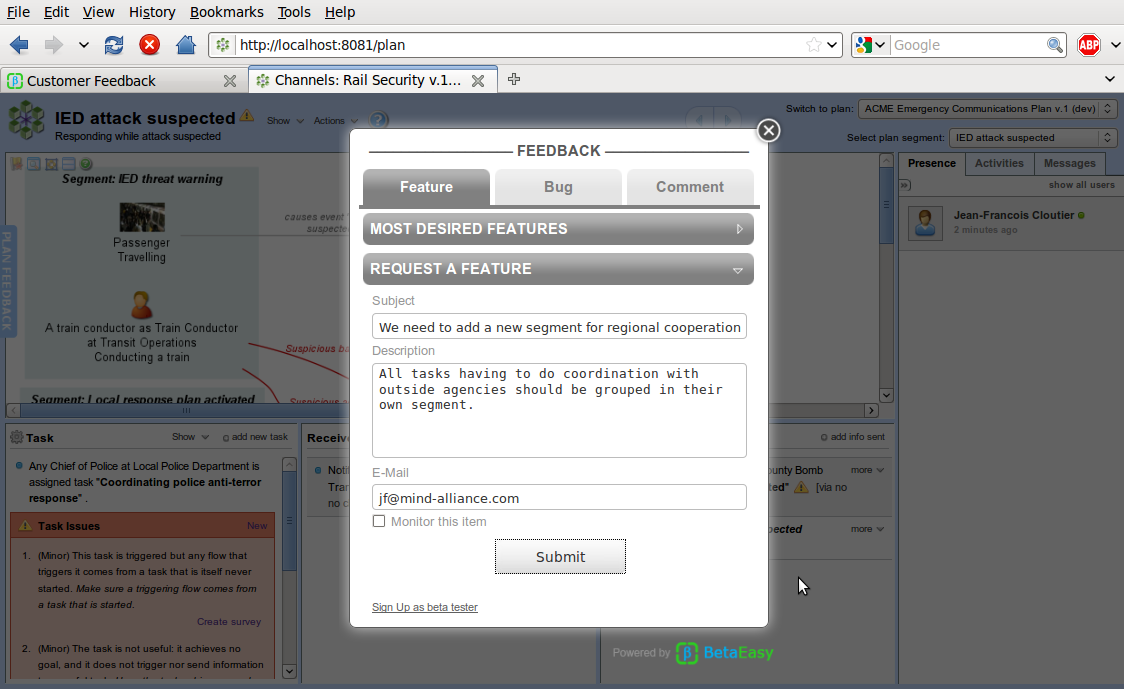 File Edit View History Bookmarks Tools Help
http://localhost:8081/plan
Google
ABP
Customer Feedback
Channels: Rail Security v.1...
IED attack suspected
Show
Actions
?
Responding while attack suspected
Switch to plan:
ACME Emergency Communications Plan v.1 (dev)
Select plan segment:
IED attack suspected
PLAN FEEDBACK
Segment: IED threat warning
Passenger
Travelling
causes event
suspecte
A train conductor as Train Conductor
at Transit Operations
Conducting a train
Suspicious ba
Suspicious a
Segment: Local response plan activated
Presence
Activities
Messages
show all users
Jean-Francois Cloutier
2 minutes ago
FEEDBACK
Feature
Bug
Comment
MOST DESIRED FEATURES
REQUEST A FEATURE
Subject
We need to add a new segment for regional cooperation
Description
All tasks having to do coordination with
outside agencies should be grouped in their
own segment.
E-Mail
jf@mind-alliance.com
Monitor this item
Submit
Sign Up as beta tester
Powered by BetaEasy
Task
Show
add new task
Any Chief of Police at Local Police Department is
assigned task "Coordinating police anti-terror
response" .
Task Issues
New
1. (Minor) This task is triggered but any flow that
triggers it comes from a task that is itself never
started. Make sure a triggering flow comes from
a task that is started.
Create survey
2. (Minor) The task is not useful: it achieves no
goal, and it does not trigger nor send information
Receive
Noti
Tran
no c
add info sent
ounty Bomb
more
ted"
[via no
pected
more